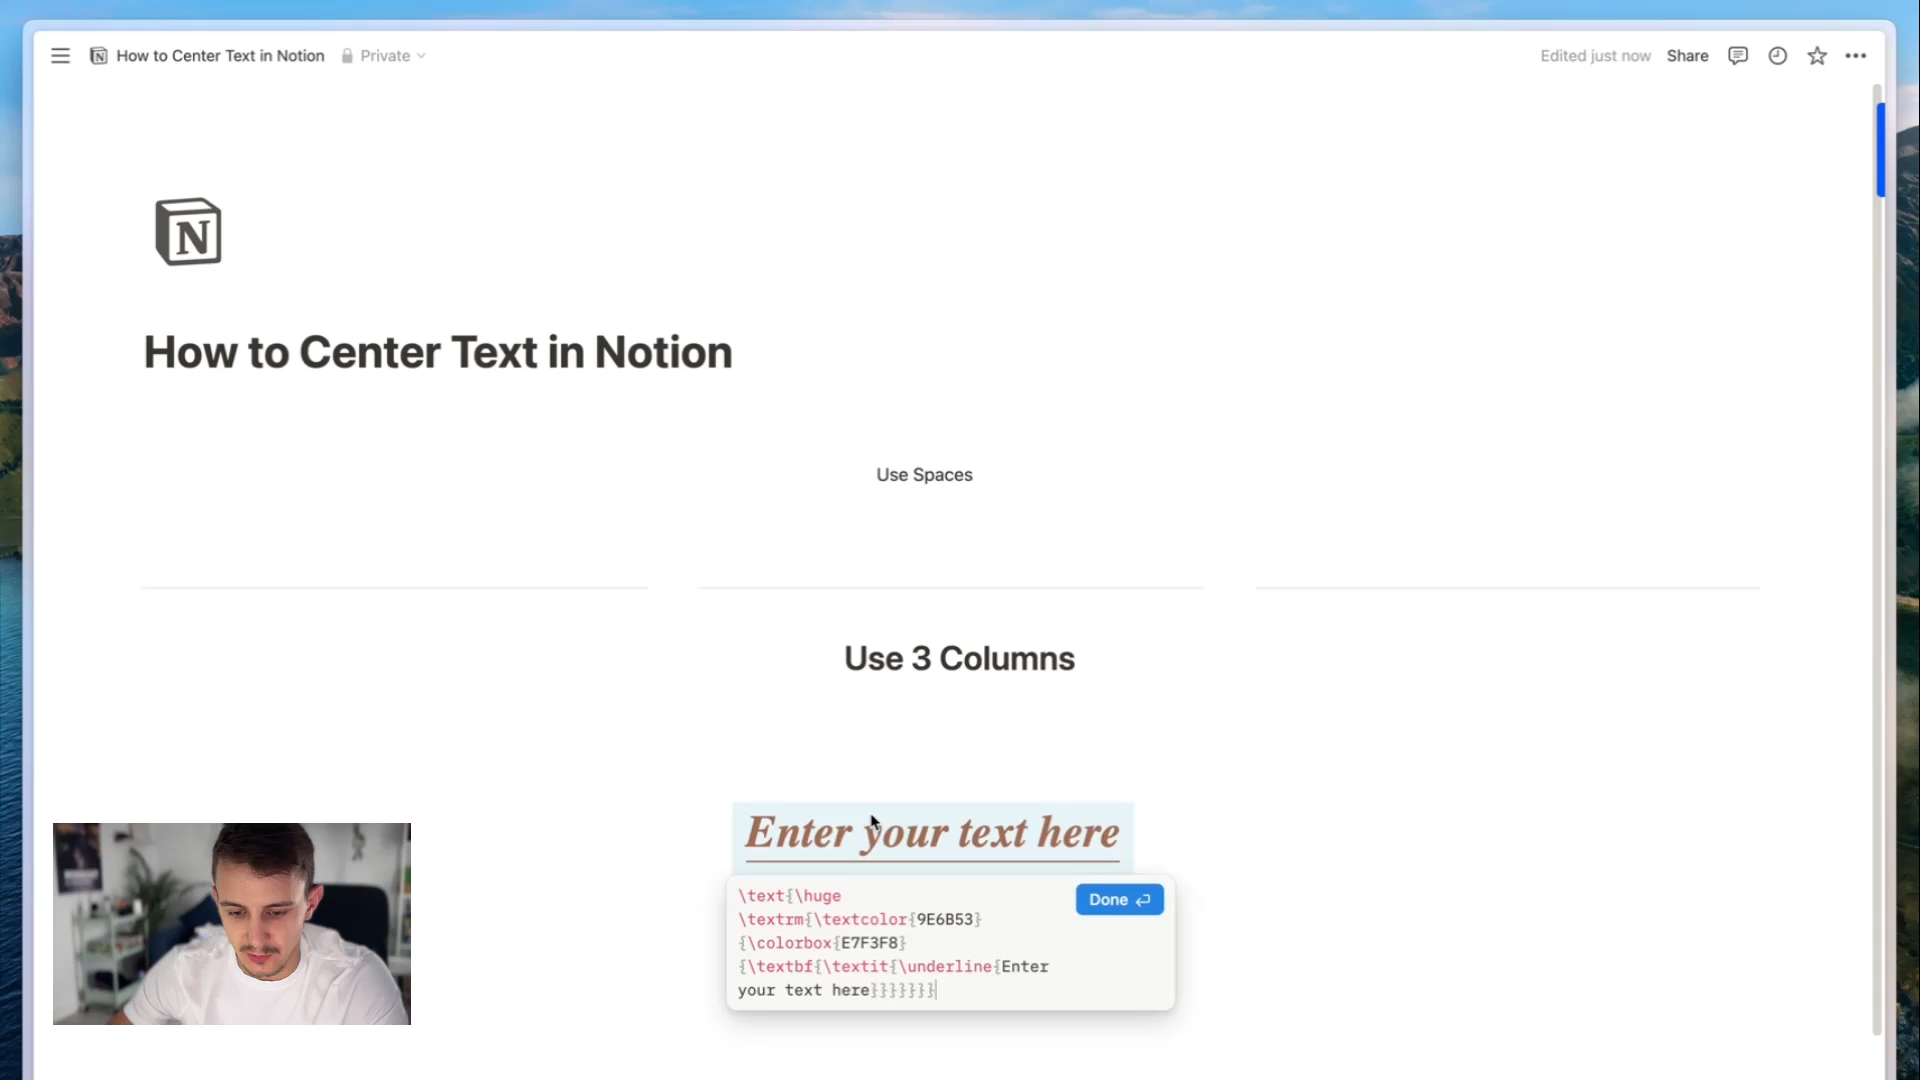 How to Center Text in Notion Private Edited just now Share
N
How to Center Text in Notion
Use Spaces
Use 3 Columns
Enter your text here
\text{\huge
\textrm{\textcolor{9E6B53}
{\colorbox{E7F3F8}
{\textbf{\textit{\underline{Enter
your text here}}}}}}}
Done